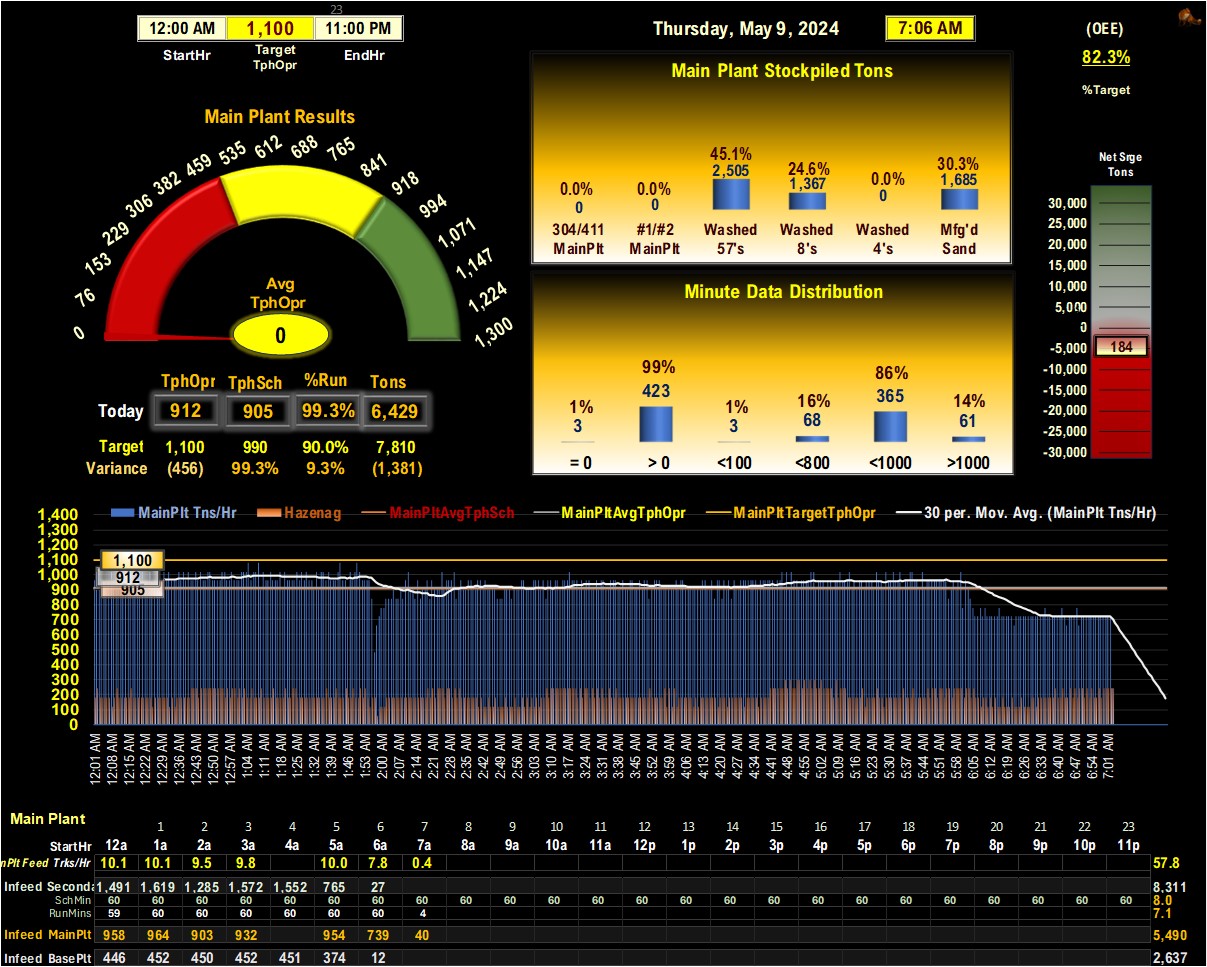 23
12:00 AM 1,100 11:00 PM
StartHr Target TphOpr EndHr
Thursday, May 9, 2024 7:06 AM
(OEE)
82.3%
%Target
Main Plant Results
0 76 153 229 306 382 459 535 612 688 765 841 918 994 1,071 1,147 1,224 1,300
Avg
TphOpr
0
TphOpr TphSch %Run Tons
Today 912 905 99.3% 6,429
Target 1,100 990 90.0% 7,810
Variance (456) 99.3% 9.3% (1,381)
Main Plant Stockpiled Tons
0.0% 0.0% 45.1% 24.6% 0.0% 30.3%
0 0 2,505 1,367 0 1,685
304/411 #1/#2 Washed Washed Washed Mfg'd
MainPlt MainPlt 57's 8's 4's Sand
Minute Data Distribution
1% 99% 1% 16% 86% 14%
3 423 3 68 365 61
= 0 > 0 <100 <800 <1000 >1000
Net Srge
Tons
30,000
25,000
20,000
15,000
10,000
5,000
0
-5,000
184
-10,000
-15,000
-20,000
-25,000
-30,000
MainPlt Tns/Hr Hazenag MainPltAvgTphSch MainPltAvgTphOpr MainPltTargetTphOpr 30 per. Mov. Avg. (MainPlt Tns/Hr)
1,400
1,300
1,200
1,100
1,000
900
800
700
600
500
400
300
200
100
0
1,100
912
905
12:01 AM 12:08 AM 12:15 AM 12:22 AM 12:29 AM 12:36 AM 12:43 AM 12:50 AM 12:57 AM 1:04 AM 1:11 AM 1:18 AM 1:25 AM 1:32 AM 1:39 AM 1:46 AM 1:53 AM 2:00 AM 2:07 AM 2:14 AM 2:21 AM 2:28 AM 2:35 AM 2:42 AM 2:49 AM 2:56 AM 3:03 AM 3:10 AM 3:17 AM 3:24 AM 3:31 AM 3:38 AM 3:45 AM 3:52 AM 3:59 AM 4:06 AM 4:13 AM 4:20 AM 4:27 AM 4:34 AM 4:41 AM 4:48 AM 4:55 AM 5:02 AM 5:09 AM 5:16 AM 5:23 AM 5:30 AM 5:37 AM 5:44 AM 5:51 AM 5:58 AM 6:05 AM 6:12 AM 6:19 AM 6:26 AM 6:33 AM 6:40 AM 6:47 AM 6:54 AM 7:01 AM
Main Plant
1 2 3 4 5 6 7 8 9 10 11 12 13 14 15 16 17 18 19 20 21 22 23
StartHr 12a 1a 2a 3a 4a 5a 6a 7a 8a 9a 10a 11a 12p 1p 2p 3p 4p 5p 6p 7p 8p 9p 10p 11p
nPlt Feed Trks/Hr 10.1 10.1 9.5 9.8 10.0 7.8 0.4 57.8
Infeed Seconda 1,491 1,619 1,285 1,572 1,552 765 27 8,311
SchMin 60 60 60 60 60 60 60 60 60 60 60 60 60 60 60 60 60 60 60 60 60 60 60 60 8.0
RunMins 59 60 60 60 60 60 60 4 7.1
Infeed MainPlt 958 964 903 932 954 739 40 5,490
Infeed BasePlt 446 452 450 452 451 374 12 2,637